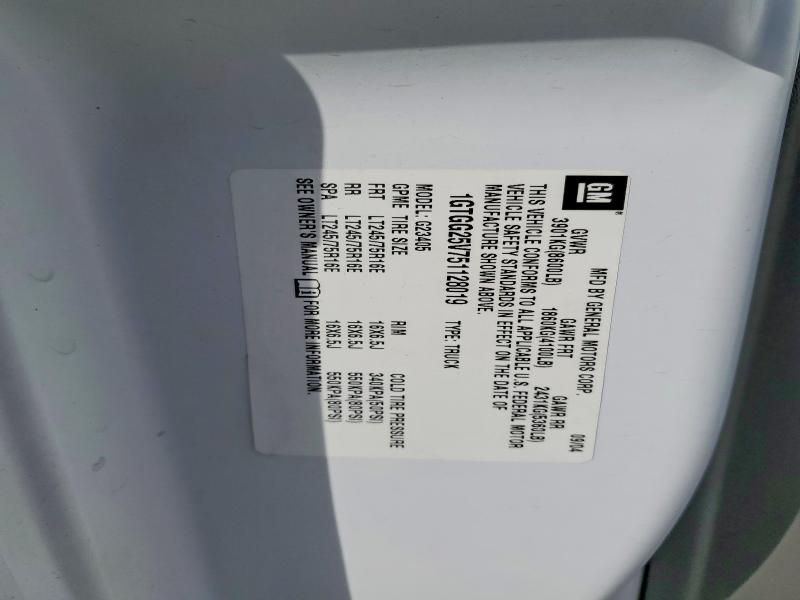 GM®
MFD BY GENERAL MOTORS CORP. 09/04
GVWR GAWR FRT GAWR RR
3901KG(8600LB) 1860KG(4100LB) 2431KG(5360LB)
THIS VEHICLE CONFORMS TO ALL APPLICABLE U.S. FEDERAL MOTOR
VEHICLE SAFETY STANDARDS IN EFFECT ON THE DATE OF
MANUFACTURE SHOWN ABOVE.
1GTGG25V751128019 TYPE: TRUCK
MODEL: G23405
GPME TIRE SIZE RIM COLD TIRE PRESSURE
FRT LT245/75R16E 16X6.5J 340KPA(50PSI)
RR LT245/75R16E 16X6.5J 550KPA(80PSI)
SPA LT245/75R16E 16X6.5J 550KPA(80PSI)
SEE OWNER'S MANUAL FOR MORE INFORMATION.